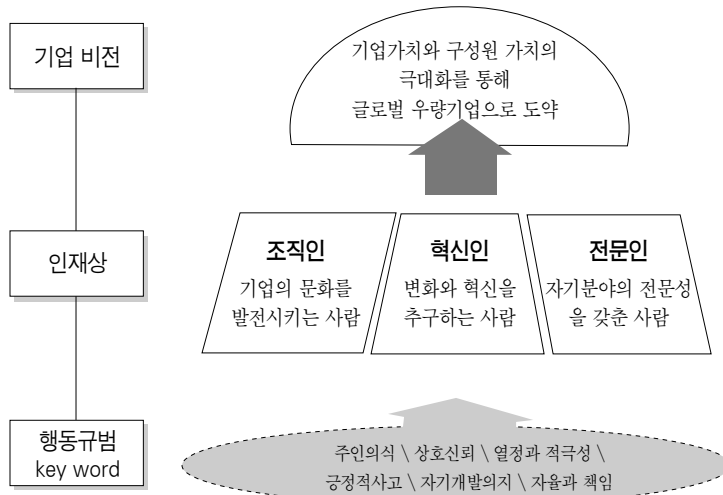 기업 비전
기업가치와 구성원 가치의
극대화를 통해
글로벌 우량기업으로 도약
인재상
조직인
기업의 문화를
발전시키는 사람
혁신인
변화와 혁신을
추구하는 사람
전문인
자기분야의 전문성
을 갖춘 사람
행동규범
key word
주인의식 \ 상호신뢰 \ 열정과 적극성 \
긍정적사고 \ 자기개발의지 \ 자율과 책임